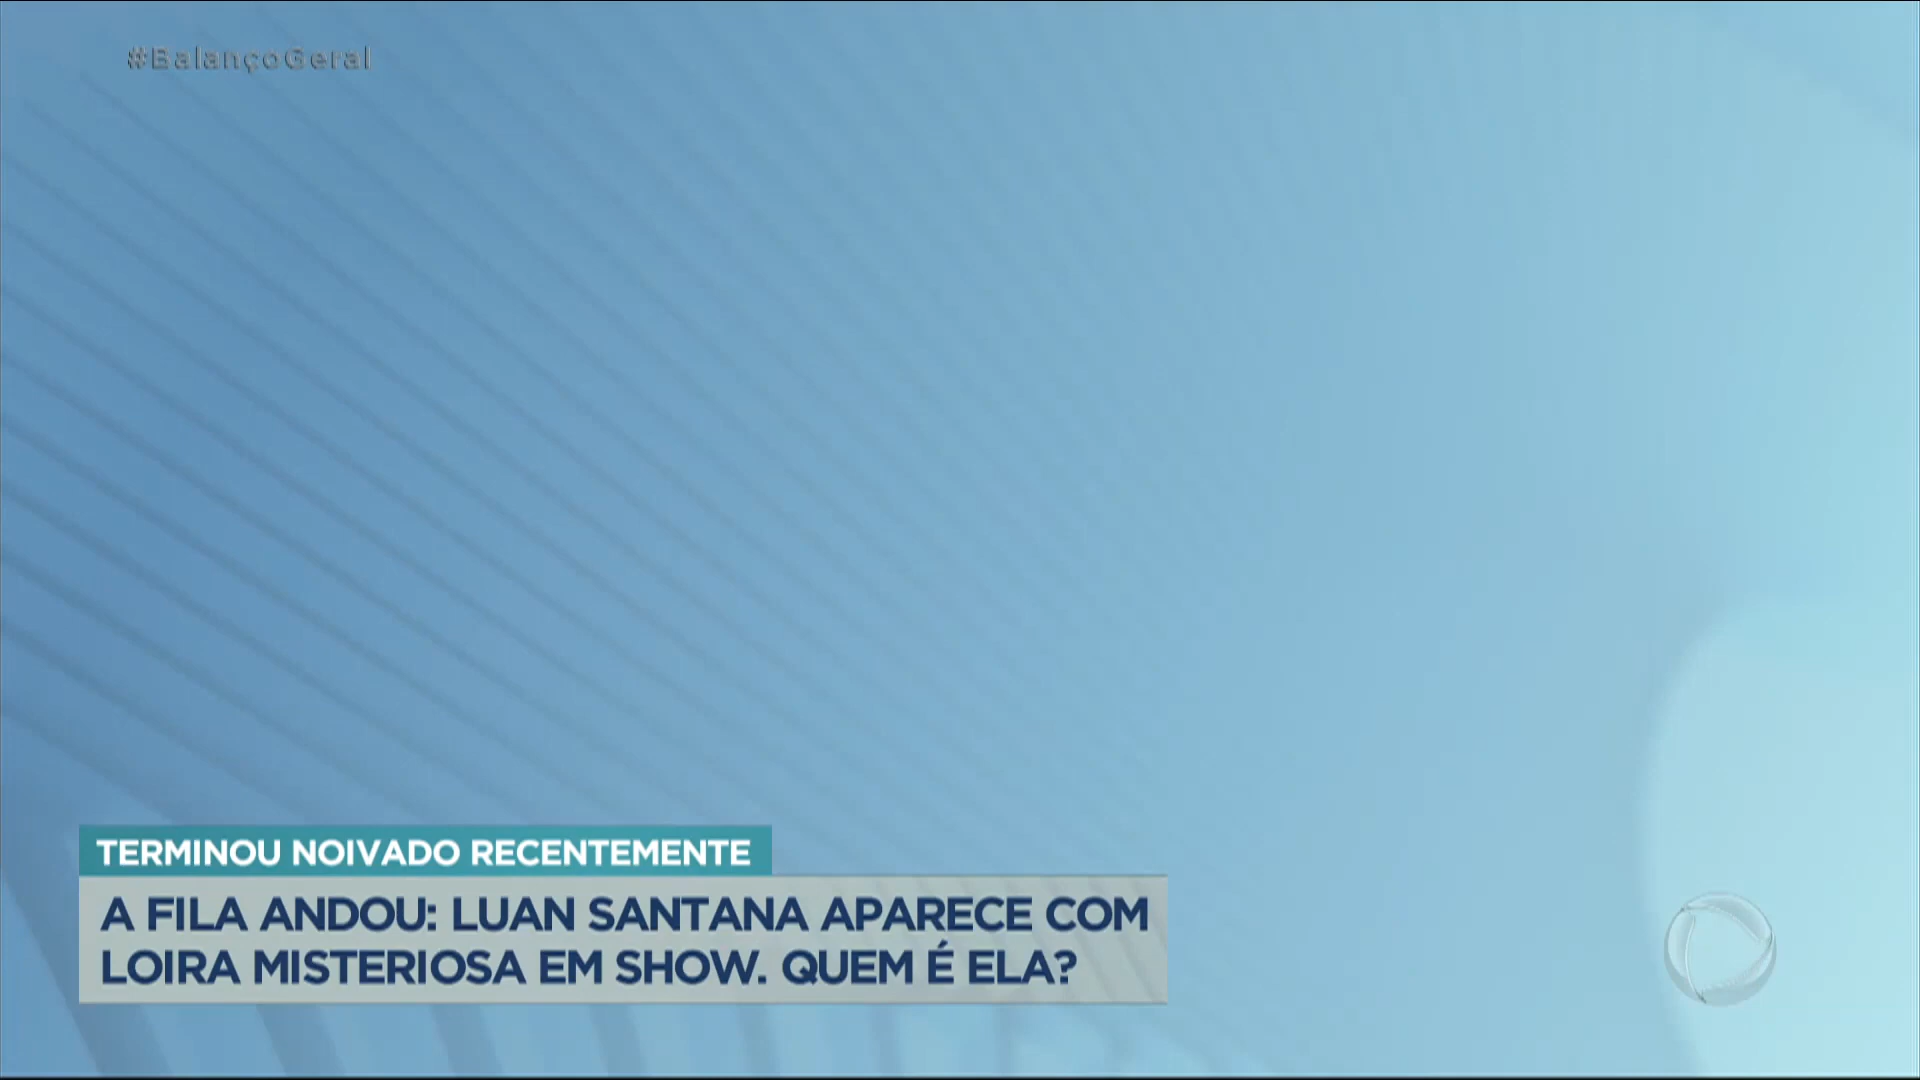 #BalançoGeral
TERMINOU NOIVADO RECENTEMENTE
A FILA ANDOU: LUAN SANTANA APARECE COM
LOIRA MISTERIOSA EM SHOW. QUEM É ELA?